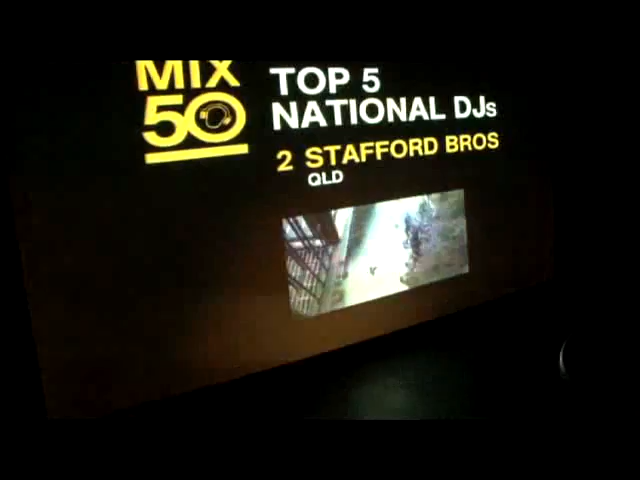 MIX
50
TOP 5
NATIONAL DJs
2 STAFFORD BROS
QLD